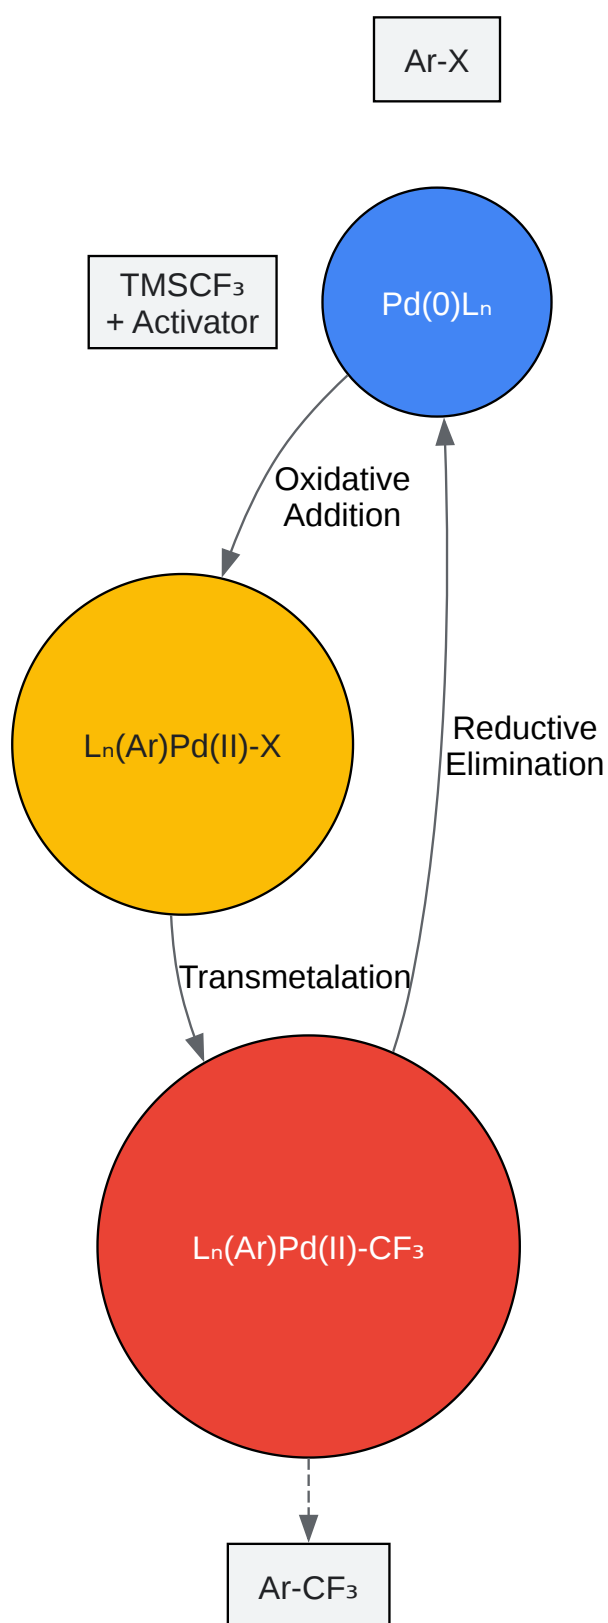 Ar-X
TMSCF₃
+ Activator
Pd(0)Lₙ
Oxidative
Addition
Lₙ(Ar)Pd(II)-X
Reductive
Elimination
Transmetalation
Lₙ(Ar)Pd(II)-CF₃
Ar-CF₃